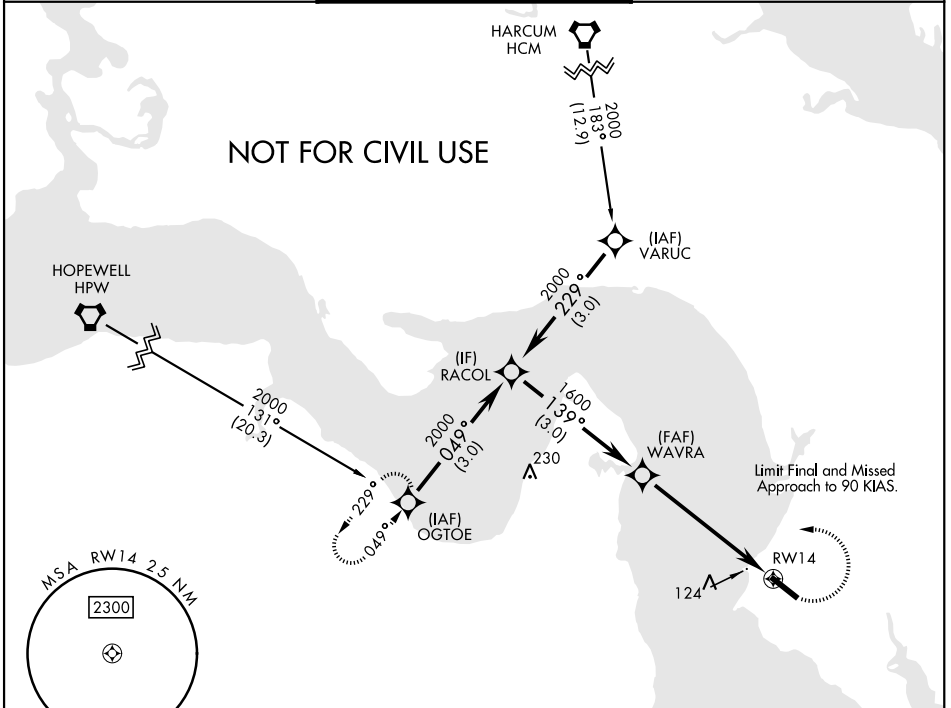 HARCUM
HCM
2000
183°
(12.9)
NOT FOR CIVIL USE
(IAF)
VARUC
HOPEWELL
HPW
2000
229°
(3.0)
(IF)
RACOL
2000
131°
(20.3)
2000
049°
(3.0)
1600
139°
(3.0)
230
(FAF)
WAVRA
Limit Final and Missed
Approach to 90 KIAS.
229°
049°
(IAF)
OGTOE
RW14
124
MSA RW14 25 NM
2300